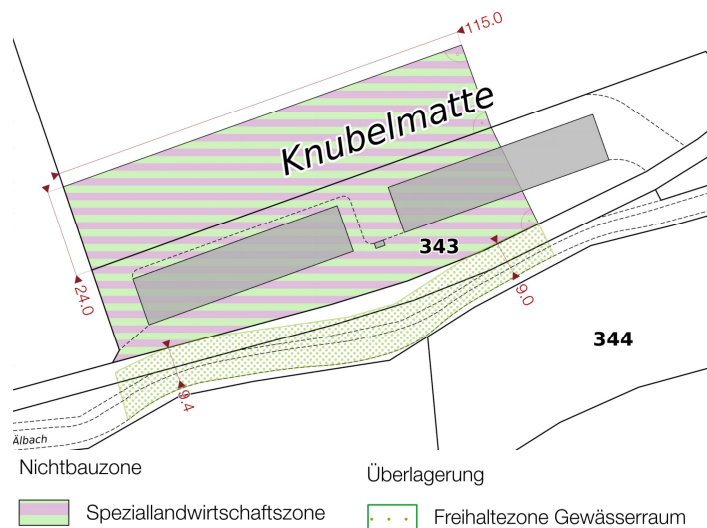 115.0
Knubelmatte
24.0
343
9.0
344
9.4
Älbach
Nichtbauzone
Überlagerung
Speziallandwirtschaftszone
Freihaltezone Gewässerraum